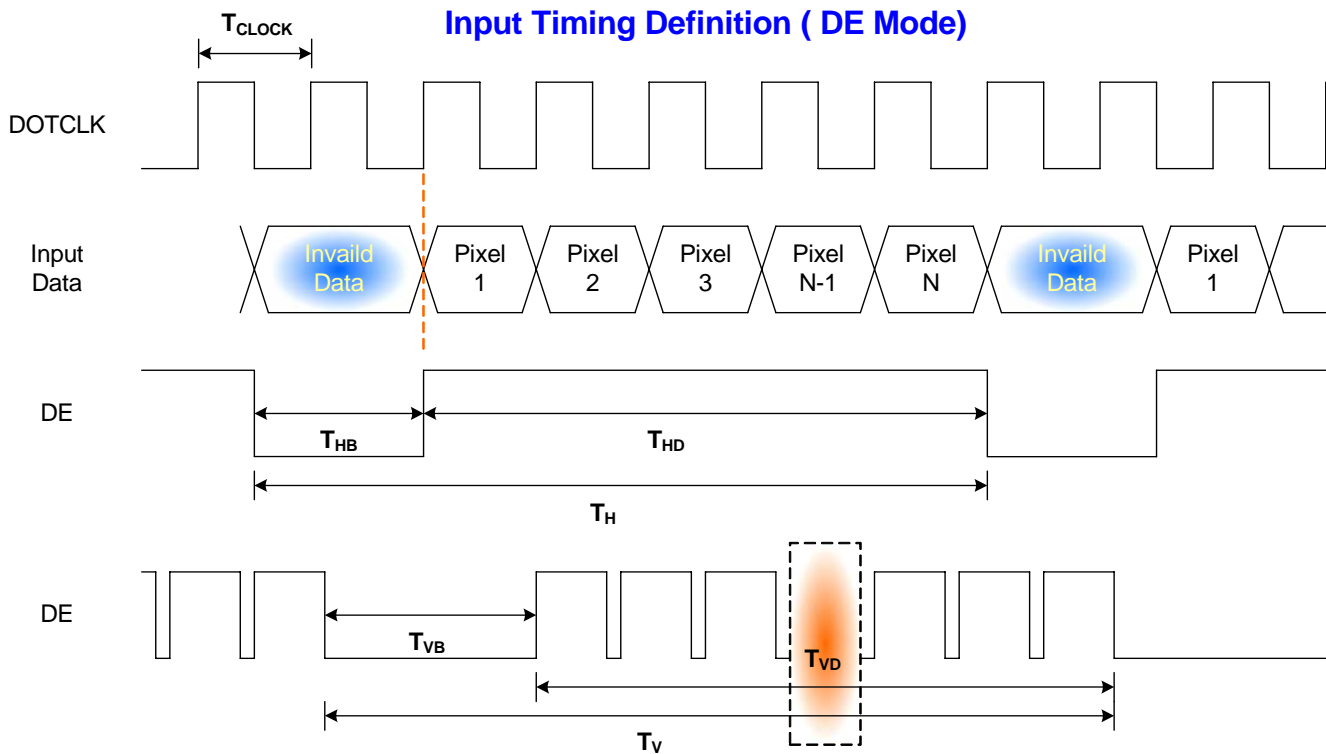 Input Timing Definition ( DE Mode)
TCLOCK
DOTCLK
Input
Data
Invaild
Data
Pixel
1
Pixel
2
Pixel
3
Pixel
N-1
Pixel
N
Invaild
Data
Pixel
1
DE
THB
THD
TH
DE
TVB
TVD
TV